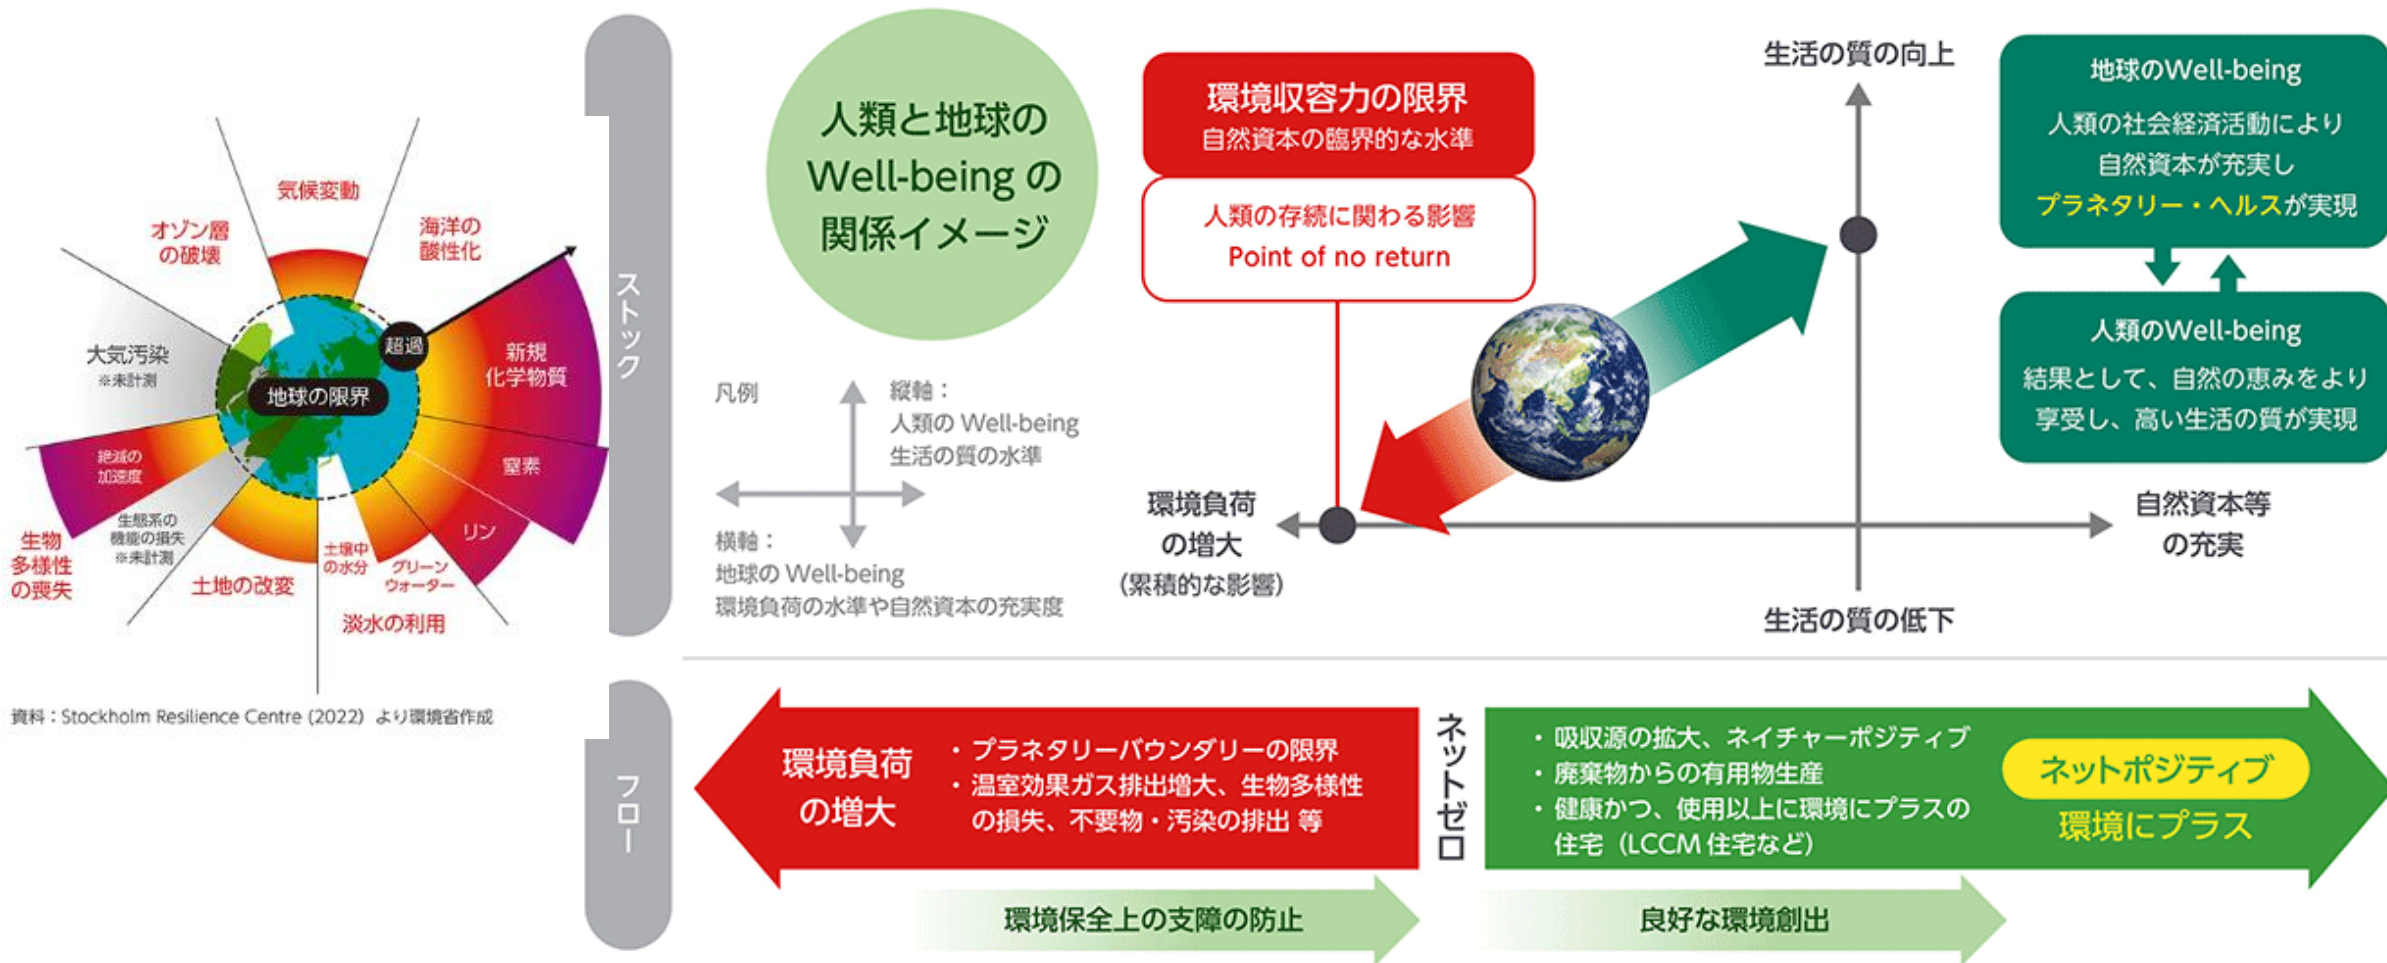 気候変動
オゾン層
の破壊
海洋の
酸性化
大気汚染
※未計測
超過
地球の限界
新規
化学物質
絶滅の
加速度
窒素
生態系の
機能の損失
※未計測
リン
生物
多様性
の喪失
土地の改変
土壌中
の水分
グリーン
ウォーター
淡水の利用
資料：Stockholm Resilience Centre (2022) より環境省作成
ストック
人類と地球の
Well-being の
関係イメージ
凡例
縦軸：
人類の Well-being
生活の質の水準
横軸：
地球の Well-being
環境負荷の水準や自然資本の充実度
環境収容力の限界
自然資本の臨界的な水準
人類の存続に関わる影響
Point of no return
生活の質の向上
環境負荷
の増大
（累積的な影響）
自然資本等
の充実
生活の質の低下
地球のWell-being
人類の社会経済活動により
自然資本が充実し
プラネタリー・ヘルスが実現
人類のWell-being
結果として、自然の恵みをより
享受し、高い生活の質が実現
フロー
環境負荷
の増大
・プラネタリーバウンダリーの限界
・温室効果ガス排出増大、生物多様性
の損失、不要物・汚染の排出 等
ネットゼロ
・吸収源の拡大、ネイチャーポジティブ
・廃棄物からの有用物生産
・健康かつ、使用以上に環境にプラスの
住宅（LCCM 住宅など）
ネットポジティブ
環境にプラス
環境保全上の支障の防止
良好な環境創出